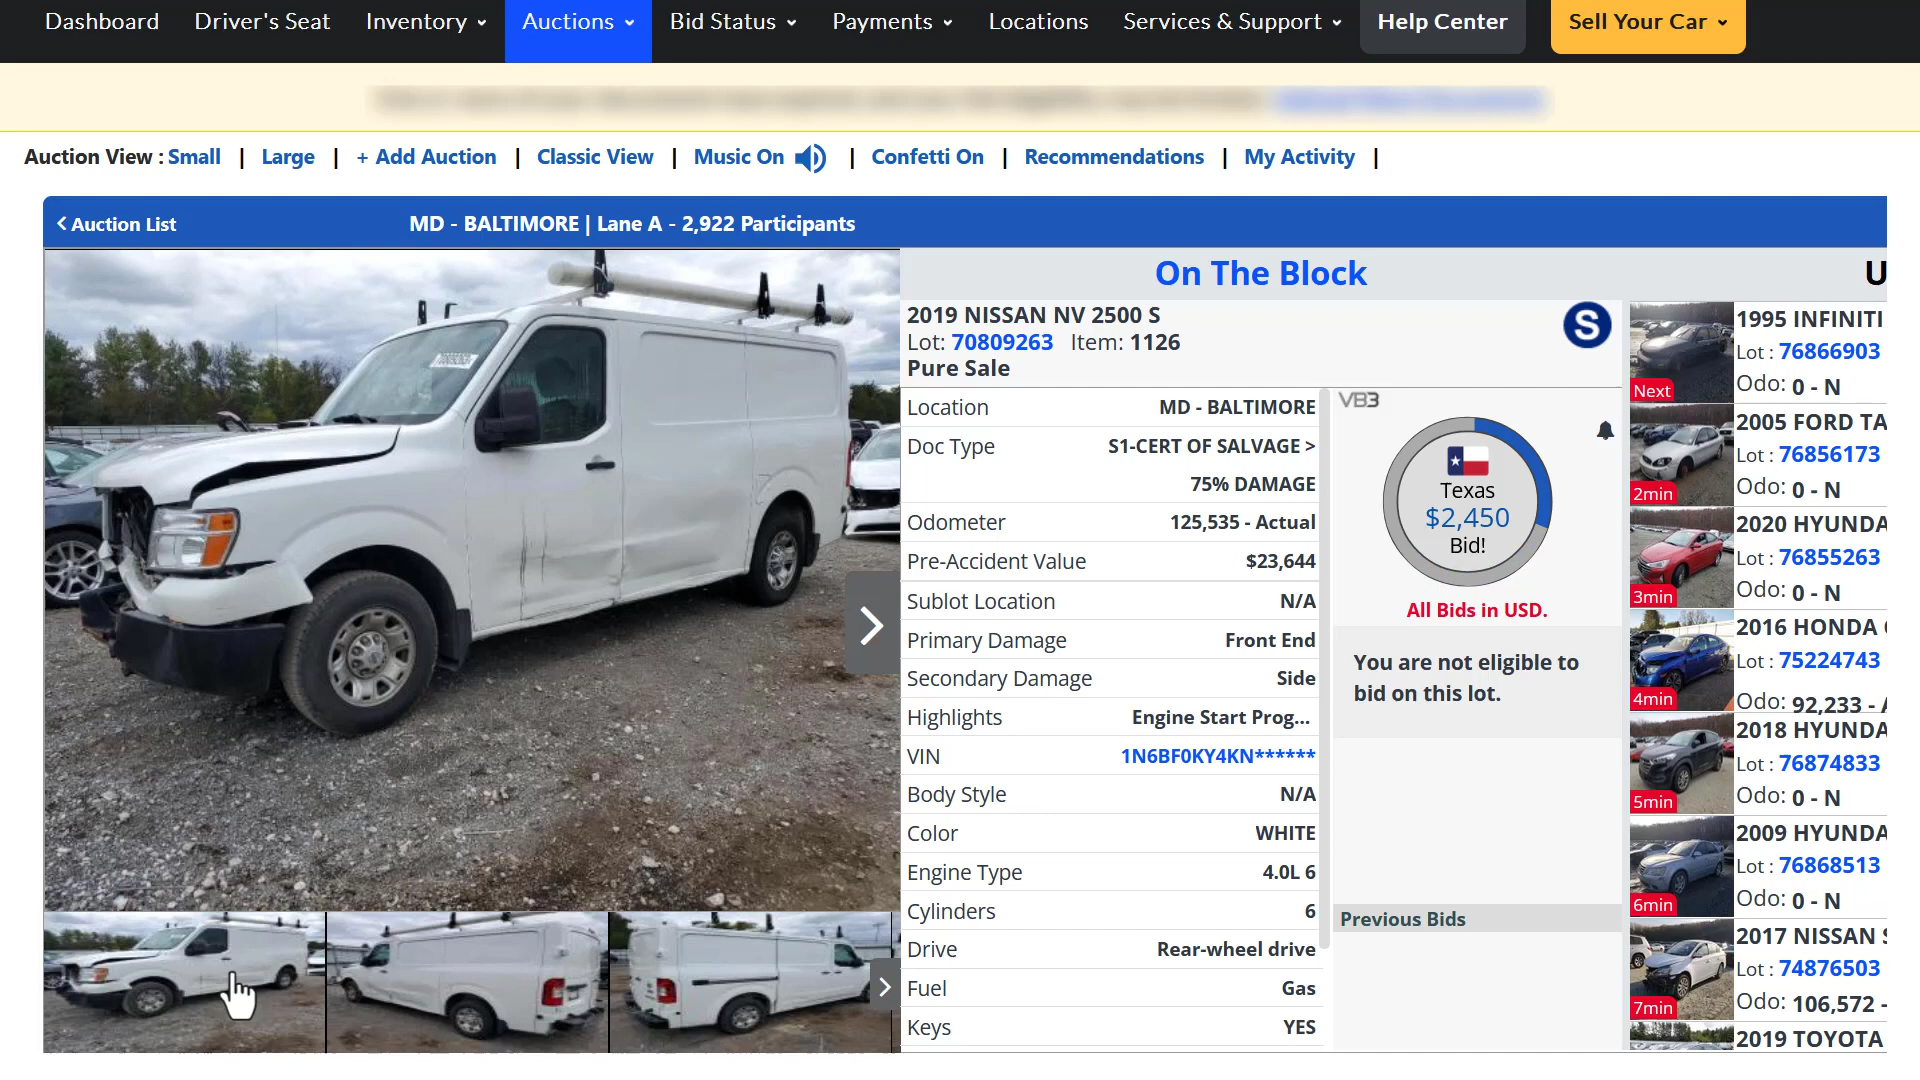 Dashboard
Driver's Seat
Inventory
Auctions
Bid Status
Payments
Locations
Services & Support
Help Center
Sell Your Car
Auction View : Small | Large | + Add Auction | Classic View | Music On | Confetti On | Recommendations | My Activity |
Auction List
MD - BALTIMORE | Lane A - 2,922 Participants
On The Block
2019 NISSAN NV 2500 S
Lot: 70809263 Item: 1126
Pure Sale
Location MD - BALTIMORE
Doc Type S1-CERT OF SALVAGE >
75% DAMAGE
Odometer 125,535 - Actual
Pre-Accident Value $23,644
Sublot Location N/A
Primary Damage Front End
Secondary Damage Side
Highlights Engine Start Prog...
VIN 1N6BF0KY4KN******
Body Style N/A
Color WHITE
Engine Type 4.0L 6
Cylinders 6
Drive Rear-wheel drive
Fuel Gas
Keys YES
S
VB3
Texas
$2,450
Bid!
All Bids in USD.
You are not eligible to
bid on this lot.
Previous Bids
U
1995 INFINITI
Lot : 76866903
Odo: 0 - N
Next
2005 FORD TA
Lot : 76856173
Odo: 0 - N
2min
2020 HYUNDA
Lot : 76855263
Odo: 0 - N
3min
2016 HONDA
Lot : 75224743
Odo: 92,233 - A
4min
2018 HYUNDA
Lot : 76874833
Odo: 0 - N
5min
2009 HYUNDA
Lot : 76868513
Odo: 0 - N
6min
2017 NISSAN S
Lot : 74876503
Odo: 106,572 -
7min
2019 TOYOTA